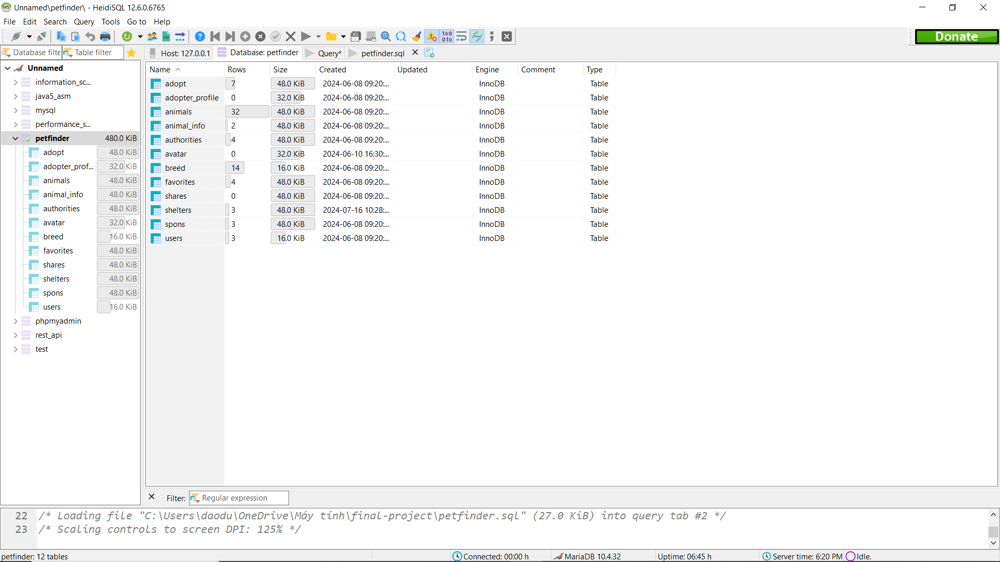 Unnamed\petfinder\ - HeidiSQL 12.6.0.6765
File Edit Search Query Tools Go to Help
Donate
Database filte Table filter Host: 127.0.0.1 Database: petfinder Query* petfinder.sql
Unnamed
information_sc...
java5_asm
mysql
performance_s...
petfinder 480.0 KiB
adopt 48.0 KiB
adopter_prof... 32.0 KiB
animals 48.0 KiB
animal_info 48.0 KiB
authorities 48.0 KiB
avatar 32.0 KiB
breed 16.0 KiB
favorites 48.0 KiB
shares 48.0 KiB
shelters 48.0 KiB
spons 48.0 KiB
users 16.0 KiB
phpmyadmin
rest_api
test
Name Rows Size Created Updated Engine Comment Type
adopt 7 48.0 KiB 2024-06-08 09:20:... InnoDB Table
adopter_profile 0 32.0 KiB 2024-06-08 09:20:... InnoDB Table
animals 32 48.0 KiB 2024-06-08 09:20:... InnoDB Table
animal_info 2 48.0 KiB 2024-06-08 09:20:... InnoDB Table
authorities 4 48.0 KiB 2024-06-08 09:20:... InnoDB Table
avatar 0 32.0 KiB 2024-06-10 16:30:... InnoDB Table
breed 14 16.0 KiB 2024-06-08 09:20:... InnoDB Table
favorites 4 48.0 KiB 2024-06-08 09:20:... InnoDB Table
shares 0 48.0 KiB 2024-06-08 09:20:... InnoDB Table
shelters 3 48.0 KiB 2024-07-16 10:28:... InnoDB Table
spons 3 48.0 KiB 2024-06-08 09:20:... InnoDB Table
users 3 16.0 KiB 2024-06-08 09:20:... InnoDB Table
Filter: Regular expression
22 /* Loading file "C:\Users\daodu\OneDrive\Máy tính\final-project\petfinder.sql" (27.0 KiB) into query tab #2 */
23 /* Scaling controls to screen DPI: 125% */
petfinder: 12 tables Connected: 00:00 h MariaDB 10.4.32 Uptime: 06:45 h Server time: 6:20 PM Idle.